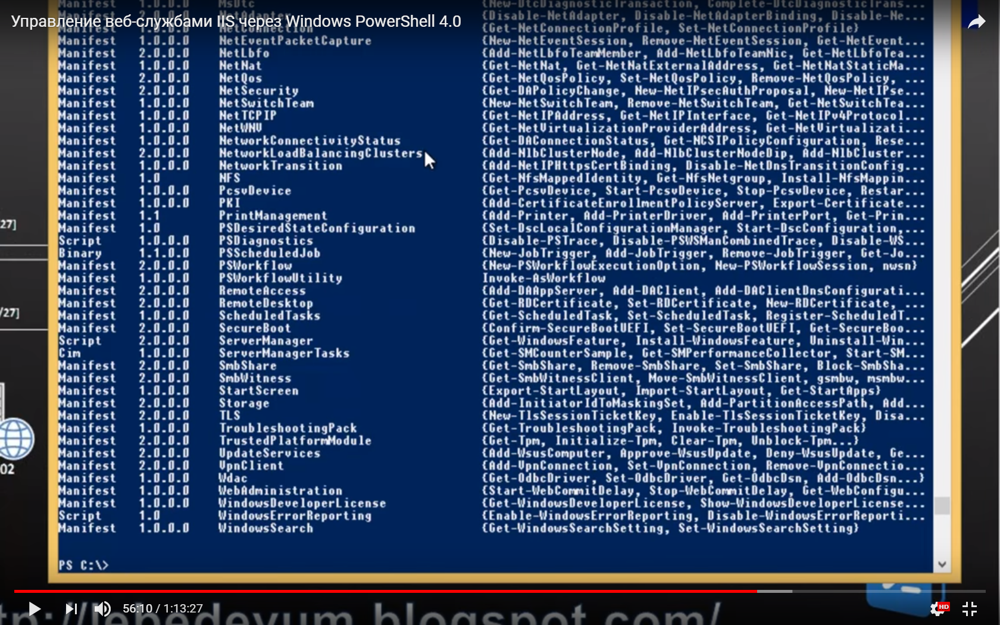 Manifest 1.0.0.0 MsDtc {New-DtcDiagnosticTransaction, Complete-DtcDiagnosticTrans...
Управление веб-службами IIS через Windows PowerShell 4.0
{Disable-NetAdapter, Disable-NetAdapterBinding, Disable-Ne...
{Get-NetConnectionProfile, Set-NetConnectionProfile}
Manifest 1.0.0.0 NetEventPacketCapture {New-NetEventSession, Remove-NetEventSession, Get-NetEvent...
Manifest 2.0.0.0 NetLbfo {Add-NetLbfoTeamMember, Add-NetLbfoTeamNic, Get-NetLbfoTea...
Manifest 1.0.0.0 NetNat {Get-NetNat, Get-NetNatExternalAddress, Get-NetNatStaticMa...
Manifest 2.0.0.0 NetQos {Get-NetQosPolicy, Set-NetQosPolicy, Remove-NetQosPolicy, ...
Manifest 2.0.0.0 NetSecurity {Get-DAPolicyChange, New-NetIPsecAuthProposal, New-NetIPse...
Manifest 1.0.0.0 NetSwitchTeam {New-NetSwitchTeam, Remove-NetSwitchTeam, Get-NetSwitchTea...
Manifest 1.0.0.0 NetTCPIP {Get-NetIPAddress, Get-NetIPInterface, Get-NetIPv4Protocol...
Manifest 1.0.0.0 NetWNV {Get-NetVirtualizationProviderAddress, Get-NetVirtualizati...
Manifest 1.0.0.0 NetworkConnectivityStatus {Get-DAConnectionStatus, Get-NCSIPolicyConfiguration, Rese...
Manifest 2.0.0.0 NetworkLoadBalancingClusters {Add-NlbClusterNode, Add-NlbClusterNodeDip, Add-NlbCluster...
Manifest 1.0.0.0 NetworkTransition {Add-NetIPHttpsCertBinding, Disable-NetDnsTransitionConfig...
Manifest 1.0 NFS {Get-NfsMappedIdentity, Get-NfsNetgroup, Install-NfsMappin...
Manifest 1.0.0.0 PcsvDevice {Get-PcsvDevice, Start-PcsvDevice, Stop-PcsvDevice, Restar...
Manifest 1.0.0.0 PKI {Add-CertificateEnrollmentPolicyServer, Export-Certificate...
Manifest 1.1 PrintManagement {Add-Printer, Add-PrinterDriver, Add-PrinterPort, Get-Prin...
27]
Manifest 1.0 PSDesiredStateConfiguration {Set-DscLocalConfigurationManager, Start-DscConfiguration,...
Script 1.0.0.0 PSDiagnostics {Disable-PSTrace, Disable-PSWSManCombinedTrace, Disable-WS...
Binary 1.1.0.0 PSScheduledJob {New-JobTrigger, Add-JobTrigger, Remove-JobTrigger, Get-Jo...
Manifest 2.0.0.0 PSWorkflow {New-PSWorkflowExecutionOption, New-PSWorkflowSession, nwsn}
Manifest 1.0.0.0 PSWorkflowUtility Invoke-AsWorkflow
Manifest 2.0.0.0 RemoteAccess {Add-DAAppServer, Add-DAClient, Add-DAClientDnsConfigurati...
Manifest 2.0.0.0 RemoteDesktop {Get-RDCertificate, Set-RDCertificate, New-RDCertificate, ...
/27]
Manifest 1.0.0.0 ScheduledTasks {Get-ScheduledTask, Set-ScheduledTask, Register-ScheduledT...
Manifest 2.0.0.0 SecureBoot {Confirm-SecureBootUEFI, Set-SecureBootUEFI, Get-SecureBoo...
Script 2.0.0.0 ServerManager {Get-WindowsFeature, Install-WindowsFeature, Uninstall-Win...
Cim 1.0.0.0 ServerManagerTasks {Get-SMCounterSample, Get-SMPerformanceCollector, Start-SM...
Manifest 2.0.0.0 SmbShare {Get-SmbShare, Remove-SmbShare, Set-SmbShare, Block-SmbSha...
Manifest 2.0.0.0 SmbWitness {Get-SmbWitnessClient, Move-SmbWitnessClient, gsmbw, msmbw...
Manifest 1.0.0.0 StartScreen {Export-StartLayout, Import-StartLayout, Get-StartApps}
Manifest 2.0.0.0 Storage {Add-InitiatorIdToMaskingSet, Add-PartitionAccessPath, Add...
Manifest 2.0.0.0 TLS {New-TlsSessionTicketKey, Enable-TlsSessionTicketKey, Disa...
Manifest 1.0.0.0 TroubleshootingPack {Get-TroubleshootingPack, Invoke-TroubleshootingPack}
Manifest 2.0.0.0 TrustedPlatformModule {Get-Tpm, Initialize-Tpm, Clear-Tpm, Unblock-Tpm...}
Manifest 2.0.0.0 UpdateServices {Add-WsusComputer, Approve-WsusUpdate, Deny-WsusUpdate, Ge...
Manifest 2.0.0.0 VpnClient {Add-VpnConnection, Set-VpnConnection, Remove-VpnConnectio...
02
Manifest 1.0.0.0 Wdac {Get-OdbcDriver, Set-OdbcDriver, Get-OdbcDsn, Add-OdbcDsn...}
Manifest 1.0.0.0 WebAdministration {Start-WebCommitDelay, Stop-WebCommitDelay, Get-WebConfigu...
Manifest 1.0.0.0 WindowsDeveloperLicense {Get-WindowsDeveloperLicense, Show-WindowsDeveloperLicense...
Script 1.0 WindowsErrorReporting {Enable-WindowsErrorReporting, Disable-WindowsErrorReporti...
Manifest 1.0.0.0 WindowsSearch {Get-WindowsSearchSetting, Set-WindowsSearchSetting}
PS C:\>
56:10 / 1:13:27
HD
tp://lebedevum.blogspot.com/